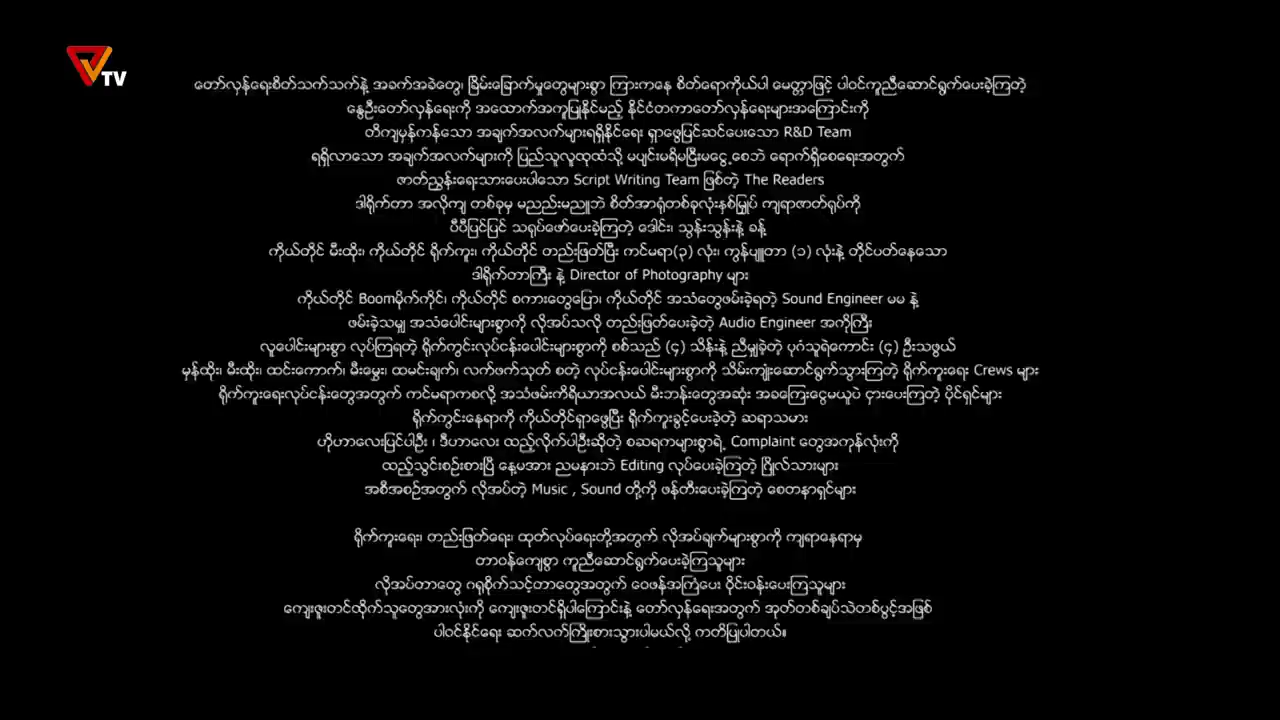 TV
တော်လှန်ရေးစိတ်သက်သက်နဲ့ အခက်အခဲတွေ၊ ခြိမ်းခြောက်မှုတွေများစွာ ကြားကနေ စိတ်ရောကိုယ်ပါ မေတ္တာဖြင့် ပါဝင်ကူညီဆောင်ရွက်ပေးခဲ့ကြတဲ့
နွေဦးတော်လှန်ရေးကို အထောက်အကူပြုနိုင်မည့် နိုင်ငံတကာတော်လှန်ရေးများအကြောင်းကို
တိကျမှန်ကန်သော အချက်အလက်များရရှိနိုင်ရေး ရှာဖွေပြင်ဆင်ပေးသော R&D Team
ရရှိလာသော အချက်အလက်များကို ပြည်သူလူထုထံသို့ မပျင်းမရိမငြီးမငွေ့စေဘဲ ရောက်ရှိစေရေးအတွက်
ဇာတ်ညွှန်းရေးသားပေးပါသော Script Writing Team ဖြစ်တဲ့ The Readers
ဒါရိုက်တာ အလိုကျ တစ်ခုမှ မညည်းမညူဘဲ စိတ်အာရုံတစ်ခုလုံးနှစ်မြှုပ် ကျရာဇာတ်ရုပ်ကို
ပီပီပြင်ပြင် သရုပ်ဖော်ပေးခဲ့ကြတဲ့ ဒေါင်း၊ သွန်းသွန်းနဲ့ ခန့်
ကိုယ်တိုင် မီးထိုး၊ ကိုယ်တိုင် ရိုက်ကူး၊ ကိုယ်တိုင် တည်းဖြတ်ပြီး ကင်မရာ(၃) လုံး၊ ကွန်ပျူတာ (၁) လုံးနဲ့ တိုင်ပတ်နေသော
ဒါရိုက်တာကြီး နဲ့ Director of Photography များ
ကိုယ်တိုင် Boomမိုက်ကိုင်၊ ကိုယ်တိုင် စကားတွေပြော၊ ကိုယ်တိုင် အသံတွေဖမ်းခဲ့ရတဲ့ Sound Engineer မမ နဲ့
ဖမ်းခဲ့သမျှ အသံပေါင်းများစွာကို လိုအပ်သလို တည်းဖြတ်ပေးခဲ့တဲ့ Audio Engineer အကိုကြီး
လူပေါင်းများစွာ လုပ်ကြရတဲ့ ရိုက်ကွင်းလုပ်ငန်းပေါင်းများစွာကို စစ်သည် (၄) သိန်းနဲ့ ညီမျှခဲ့တဲ့ ပုဂံသူရဲကောင်း (၄) ဦးသဖွယ်
မှန်ထိုး၊ မီးထိုး၊ ထင်းကောက်၊ မီးမွှေး၊ ထမင်းချက်၊ လက်ဖက်သုတ် စတဲ့ လုပ်ငန်းပေါင်းများစွာကို သိမ်းကျုံးဆောင်ရွက်သွားကြတဲ့ ရိုက်ကူးရေး Crews များ
ရိုက်ကူးရေးလုပ်ငန်းတွေအတွက် ကင်မရာကစလို့ အသံဖမ်းကိရိယာအလယ် မီးဘန်းတွေအဆုံး အခကြေးငွေမယူပဲ ငှားပေးကြတဲ့ ပိုင်ရှင်များ
ရိုက်ကွင်းနေရာကို ကိုယ်တိုင်ရှာဖွေပြီး ရိုက်ကူးခွင့်ပေးခဲ့တဲ့ ဆရာသမား
ဟိုဟာလေးပြင်ပါဦး ၊ ဒီဟာလေး ထည့်လိုက်ပါဦးဆိုတဲ့ စဆရကများစွာရဲ့ Complaint တွေအကုန်လုံးကို
ထည့်သွင်းစဉ်းစားပြီး နေ့မအား ညမနားဘဲ Editing လုပ်ပေးခဲ့ကြတဲ့ ဂြိုလ်သားများ
အစီအစဉ်အတွက် လိုအပ်တဲ့ Music , Sound တို့ကို ဖန်တီးပေးခဲ့ကြတဲ့ စေတနာရှင်များ
ရိုက်ကူးရေး၊ တည်းဖြတ်ရေး၊ ထုတ်လုပ်ရေးတို့အတွက် လိုအပ်ချက်များစွာကို ကျရာနေရာမှ
တာဝန်ကျေစွာ ကူညီဆောင်ရွက်ပေးခဲ့ကြသူများ
လိုအပ်တာတွေ ဂရုစိုက်သင့်တာတွေအတွက် ဝေဖန်အကြံပေး ဝိုင်းဝန်းပေးကြသူများ
ကျေးဇူးတင်ထိုက်သူတွေအားလုံးကို ကျေးဇူးတင်ရှိပါကြောင်းနဲ့ တော်လှန်ရေးအတွက် အုတ်တစ်ချပ်သဲတစ်ပွင့်အဖြစ်
ပါဝင်နိုင်ရေး ဆက်လက်ကြိုးစားသွားပါမယ်လို့ ကတိပြုပါတယ်။